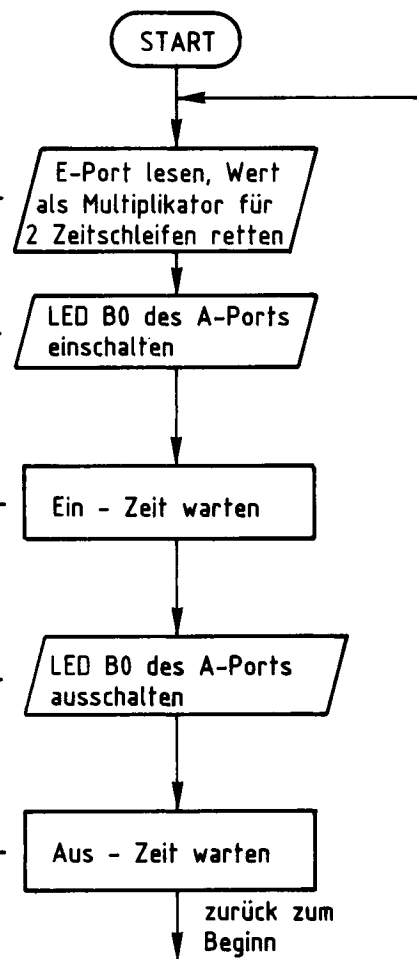 START
E-Port lesen, Wert
als Multiplikator für
2 Zeitschleifen retten
LED B0 des A-Ports
einschalten
Ein - Zeit warten
LED B0 des A-Ports
ausschalten
Aus - Zeit warten
zurück zum
Beginn